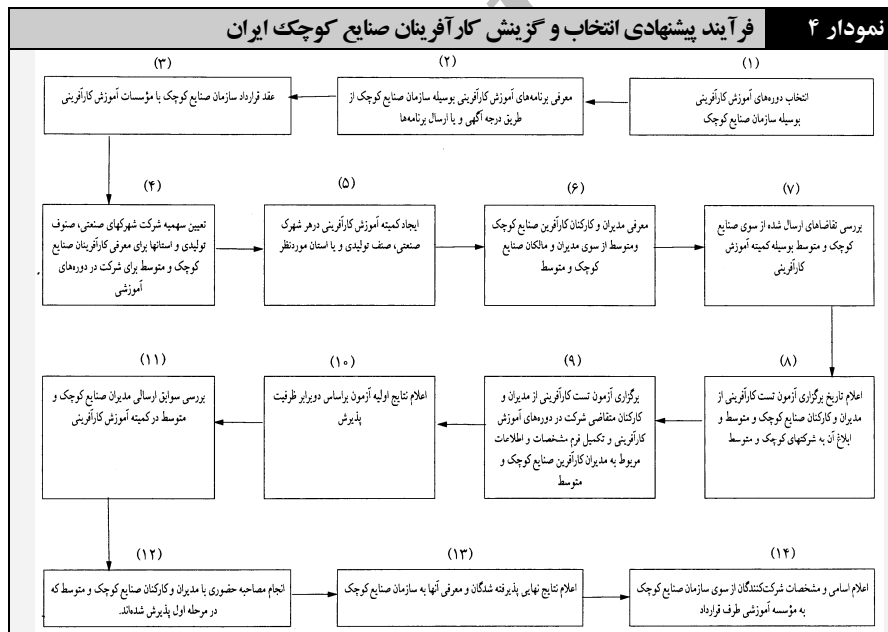 نمودار ۴
فرآیند پیشنهادی انتخاب و گزینش کارآفرینان صنایع کوچک ایران
(۱)
انتخاب دوره‌های آموزش کارآفرینی
بوسیله سازمان صنایع کوچک
(۲)
معرفی برنامه‌های آموزش کارآفرینی بوسیله سازمان صنایع کوچک از
طریق درجه آگهی و یا ارسال برنامه‌ها
(۳)
عقد قرارداد سازمان صنایع کوچک با مؤسسات آموزش کارآفرینی
(۴)
تعیین سهمیه شرکت شهرکهای صنعتی، صنوف
تولیدی و استانها برای معرفی کارآفرینان صنایع
کوچک و متوسط برای شرکت در دوره‌های
آموزشی
(۵)
ایجاد کمیته آموزش کارآفرینی درهر شهرک
صنعتی، صنف تولیدی و یا استان موردنظر
(۶)
معرفی مدیران و کارکنان کارآفرین صنایع کوچک
ومتوسط از سوی مدیران و مالکان صنایع
کوچک و متوسط
(۷)
بررسی تقاضاهای ارسال شده از سوی صنایع
کوچک و متوسط بوسیله کمیته آموزش
کارآفرینی
(۸)
اعلام تاریخ برگزاری آزمون تست کارآفرینی از
مدیران و کارکنان صنایع کوچک و متوسط و
ابلاغ آن به شرکتهای کوچک و متوسط
(۹)
برگزاری آزمون تست کارآفرینی از مدیران و
کارکنان متقاضی شرکت در دوره‌های آموزش
کارآفرینی و تکمیل فرم مشخصات و اطلاعات
مربوط به مدیران کارآفرین صنایع کوچک و
متوسط
(۱۰)
اعلام نتایج اولیه آزمون براساس دوبرابر ظرفیت
پذیرش
(۱۱)
بررسی سوابق ارسالی مدیران صنایع کوچک و
متوسط در کمیته آموزش کارآفرینی
(۱۲)
انجام مصاحبه حضوری با مدیران و کارکنان صنایع کوچک و متوسط که
در مرحله اول پذیرش شده‌اند.
(۱۳)
اعلام نتایج نهایی پذیرفته شدگان و معرفی آنها به سازمان صنایع کوچک
(۱۴)
اعلام اسامی و مشخصات شرکت‌کنندگان از سوی سازمان صنایع کوچک
به مؤسسه آموزشی طرف قرارداد